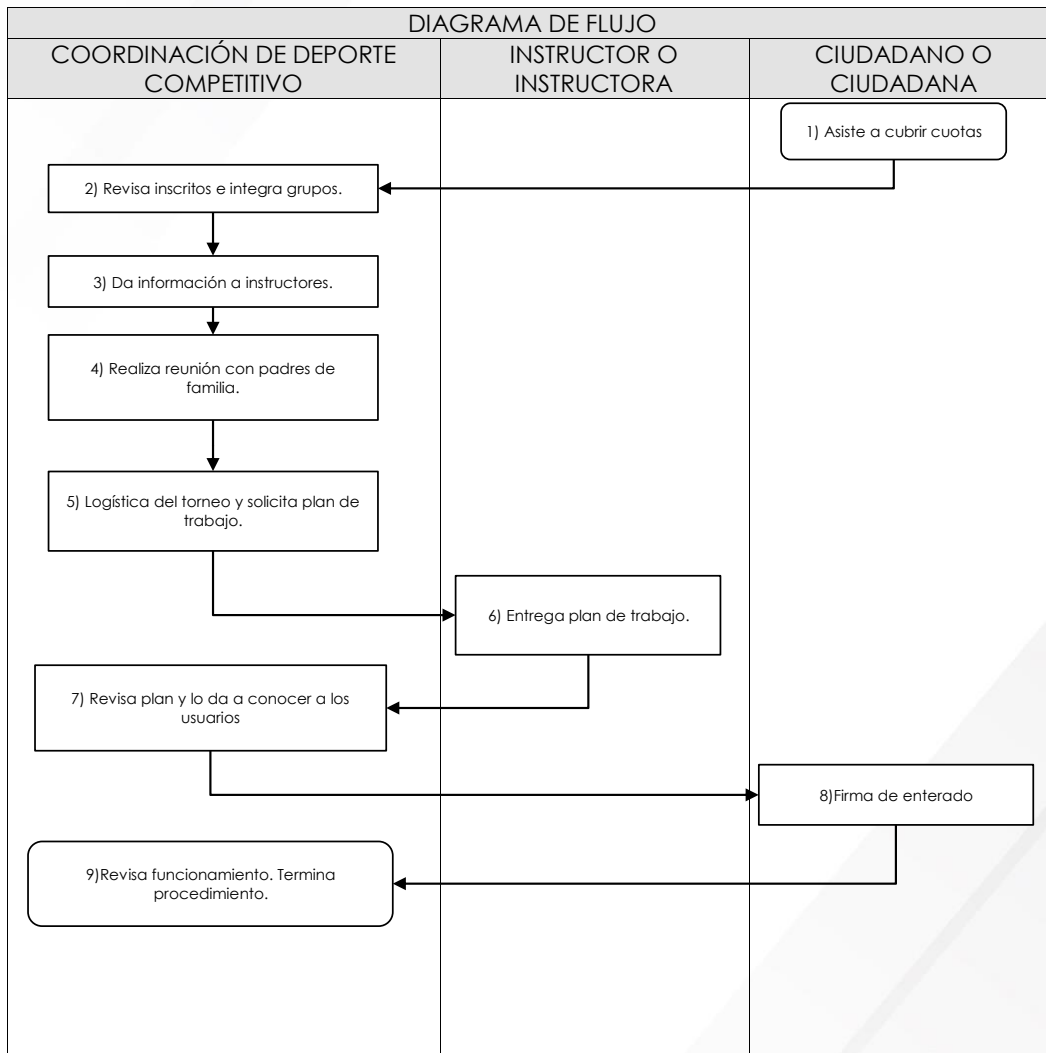 DIAGRAMA DE FLUJO
COORDINACIÓN DE DEPORTE
COMPETITIVO
INSTRUCTOR O
INSTRUCTORA
CIUDADANO O
CIUDADANA
1) Asiste a cubrir cuotas
2) Revisa inscritos e integra grupos.
3) Da información a instructores.
4) Realiza reunión con padres de
familia.
5) Logística del torneo y solicita plan de
trabajo.
6) Entrega plan de trabajo.
7) Revisa plan y lo da a conocer a los
usuarios
8)Firma de enterado
9)Revisa funcionamiento. Termina
procedimiento.